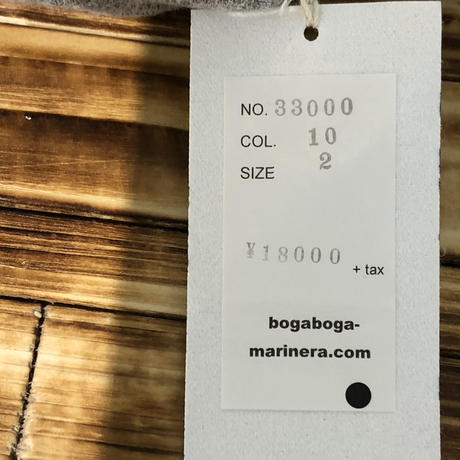 NO. 33000
COL. 10
SIZE 2
¥18000 + tax
bogaboga-
marinera.com